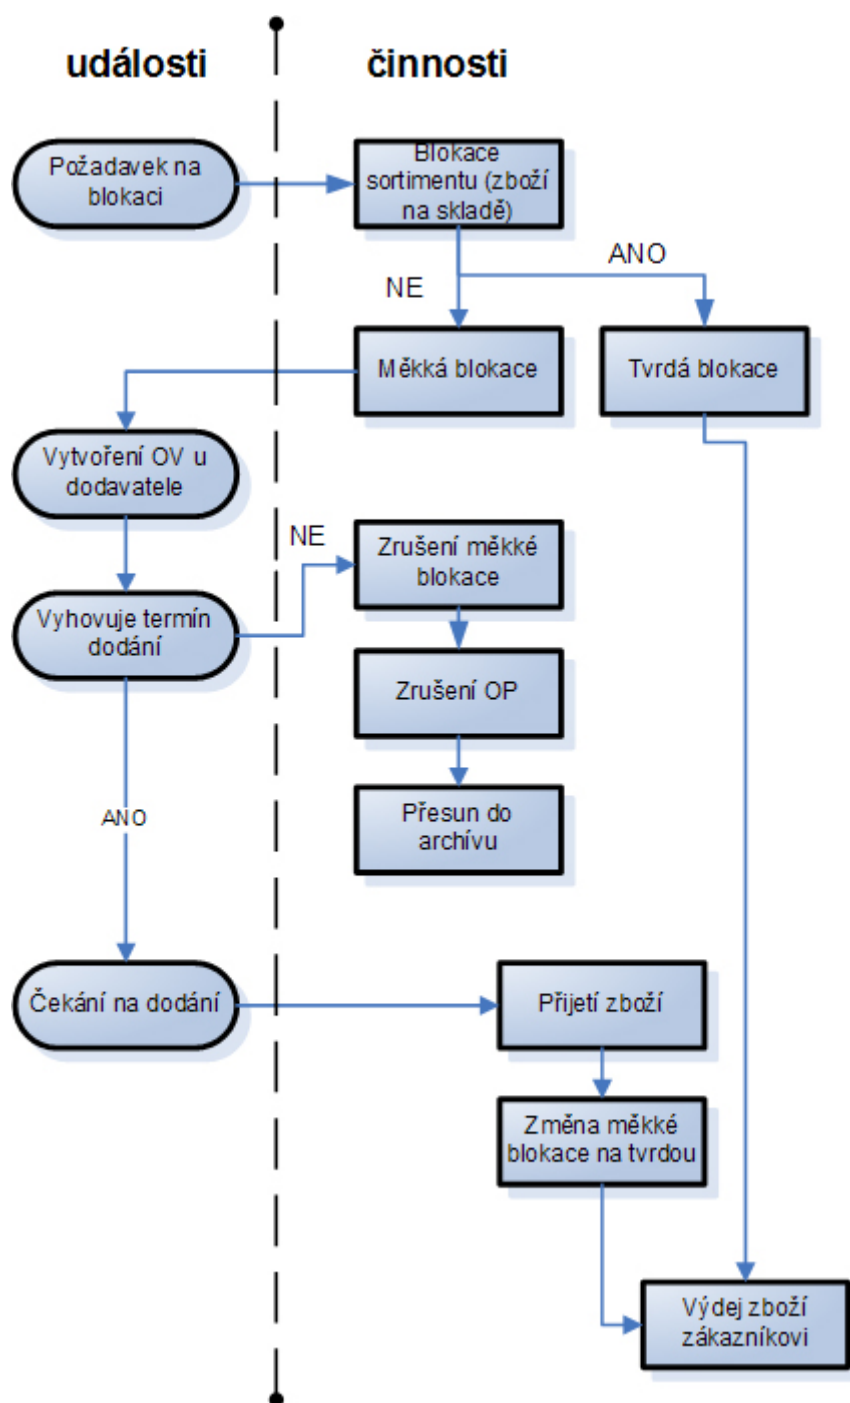 události
činnosti
Požadavek na
blokaci
Blokace
sortimentu (zboží
na skladě)
ANO
NE
Měkká blokace
Tvrdá blokace
Vytvoření OV u
dodavatele
NE
Zrušení měkké
blokace
Vyhovuje termín
dodání
Zrušení OP
Přesun do
archívu
ANO
Čekání na dodání
Přijetí zboží
Změna měkké
blokace na tvrdou
Výdej zboží
zákazníkovi